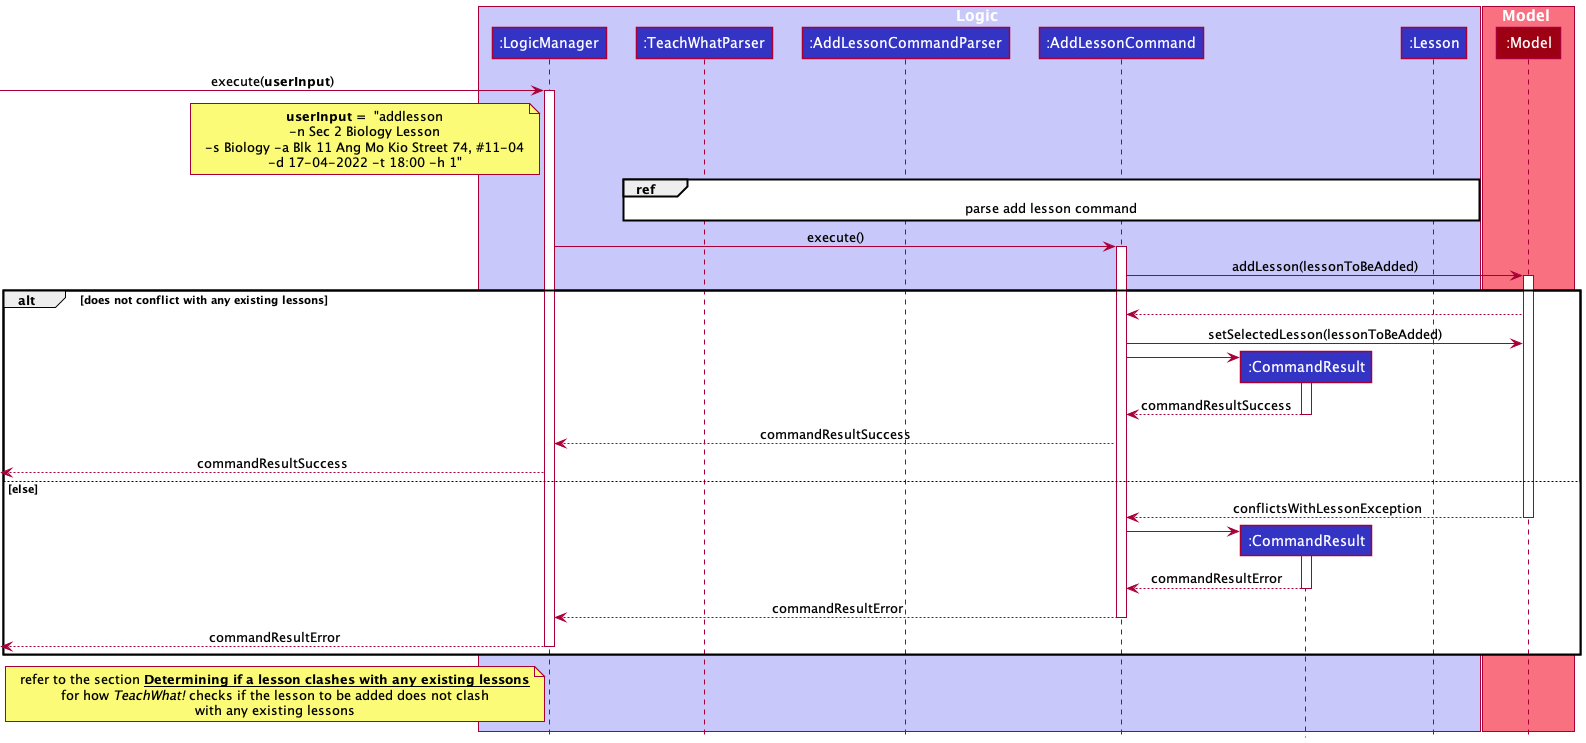 Logic
Model
:LogicManager
:TeachWhatParser
:AddLessonCommandParser
:AddLessonCommand
:Lesson
:Model
execute(userInput)
userInput = "addlesson
-n Sec 2 Biology Lesson
-s Biology -a Blk 11 Ang Mo Kio Street 74, #11-04
-d 17-04-2022 -t 18:00 -h 1"
ref
parse add lesson command
execute()
addLesson(lessonToBeAdded)
alt
[does not conflict with any existing lessons]
setSelectedLesson(lessonToBeAdded)
:CommandResult
commandResultSuccess
commandResultSuccess
commandResultSuccess
[else]
conflictsWithLessonException
:CommandResult
commandResultError
commandResultError
commandResultError
refer to the section Determining if a lesson clashes with any existing lessons
for how TeachWhat! checks if the lesson to be added does not clash
with any existing lessons